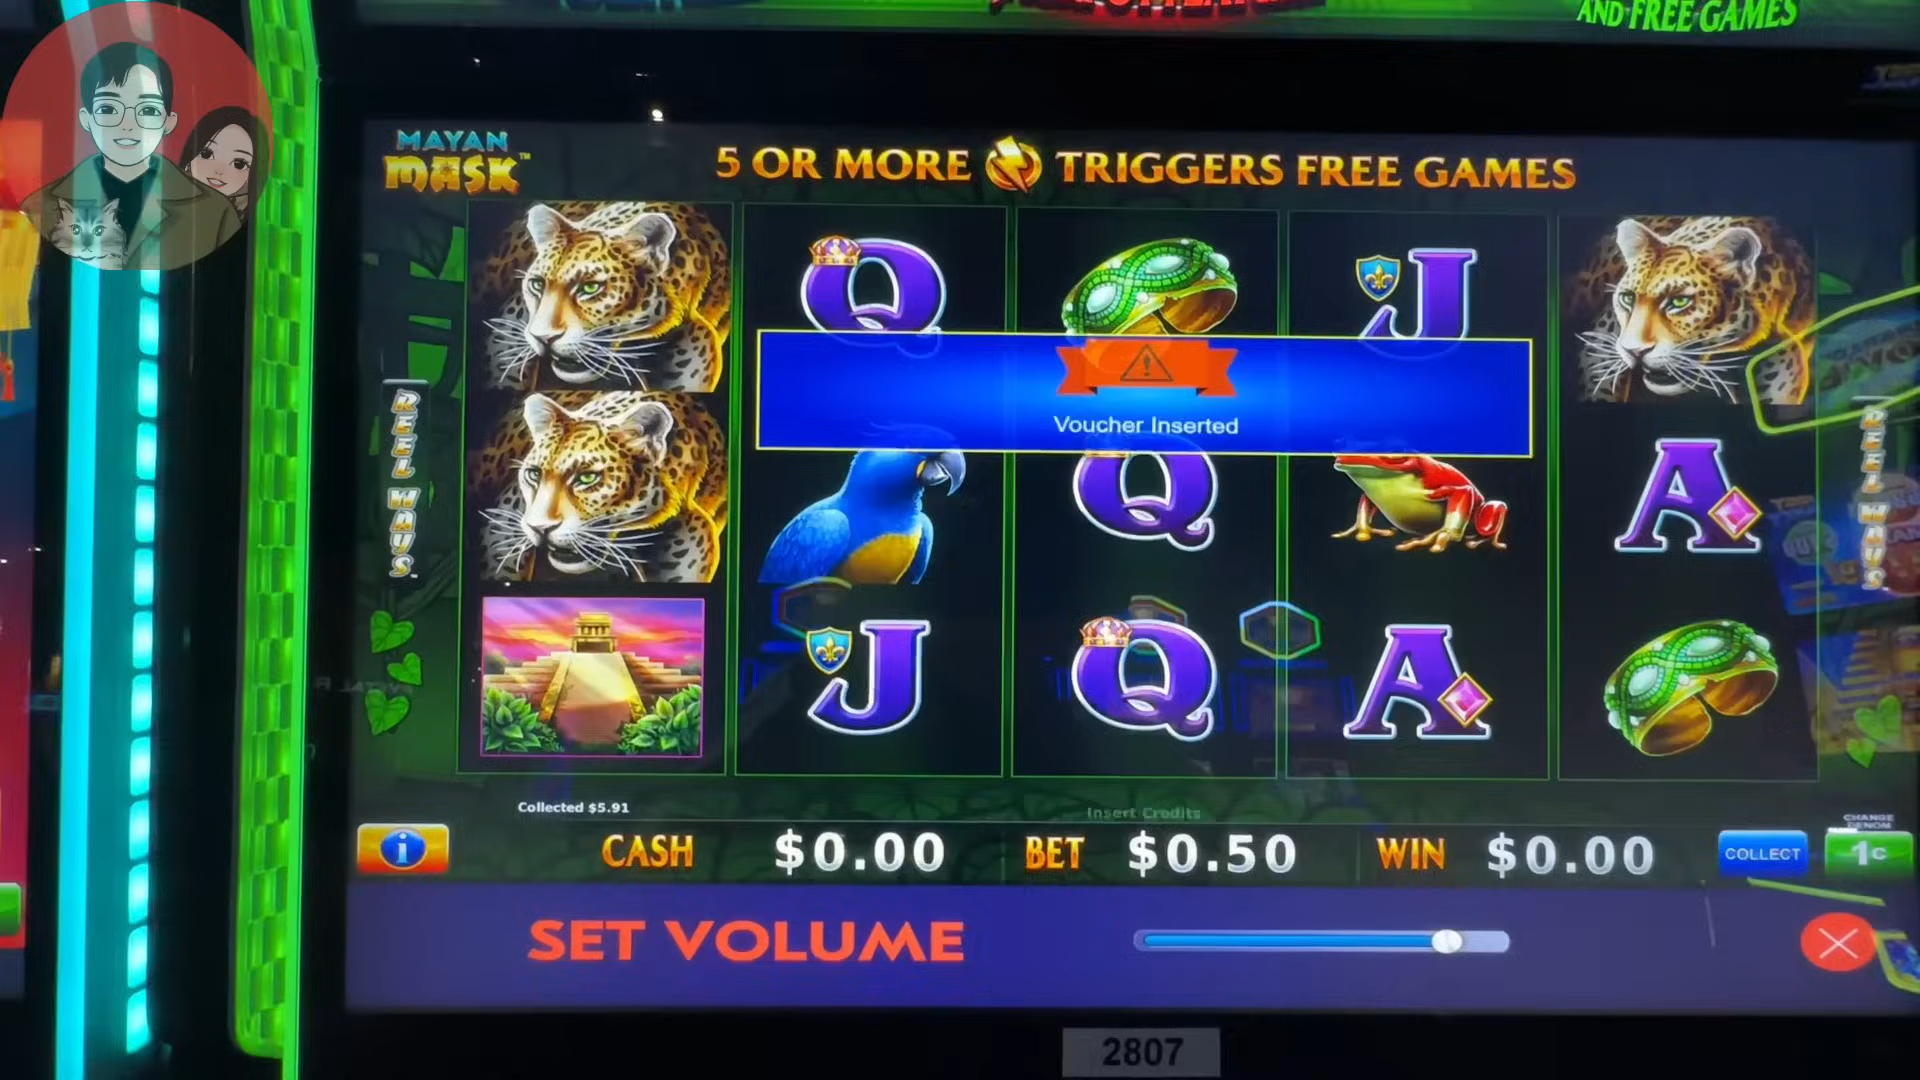 AND FREE GAMES
MAYAN
MASK™
5 OR MORE TRIGGERS FREE GAMES
Q
J
Voucher Inserted
REEL WAYS
REEL WAYS
Q
A
J
Q
A
Collected $5.91
Insert Credits
CHANGE
DENOM
CASH $0.00 BET $0.50 WIN $0.00
COLLECT
1c
SET VOLUME
2807